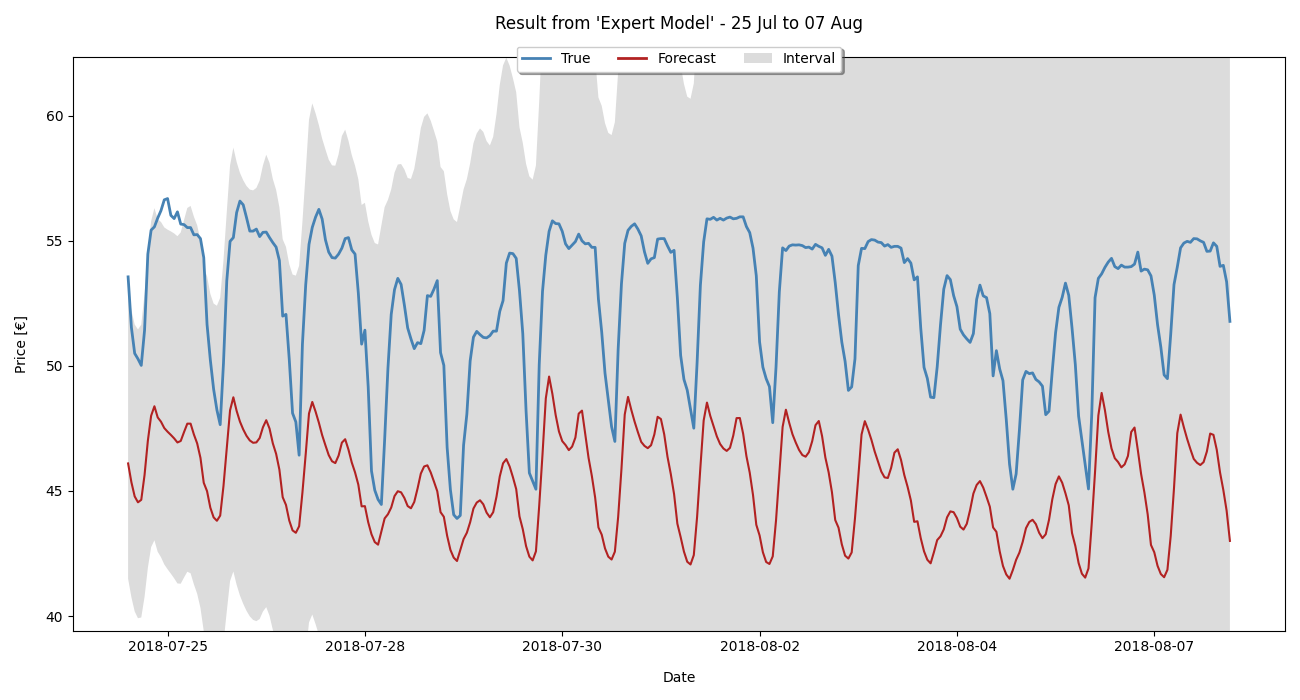 Result from 'Expert Model' - 25 Jul to 07 Aug
True Forecast Interval
60
55
50
45
40
Price [€]
2018-07-25 2018-07-28 2018-07-30 2018-08-02 2018-08-04 2018-08-07
Date